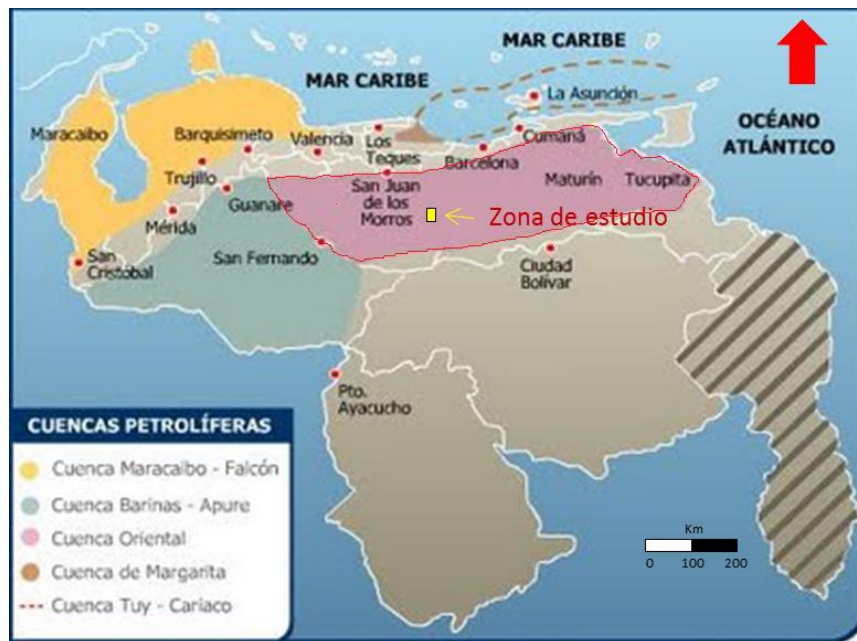 MAR CARIBE
MAR CARIBE
La Asunción
OCÉANO
ATLÁNTICO
Maracaibo
Barquisimeto
Valencia
Los
Teques
Cumaná
Barcelona
Trujillo
Guanare
San Juan
de los
Morros
Maturín
Tucupita
Mérida
Zona de estudio
San
Cristóbal
San Fernando
Ciudad
Bolívar
Pto.
Ayacucho
CUENCAS PETROLÍFERAS
Cuenca Maracaibo - Falcón
Cuenca Barinas - Apure
Cuenca Oriental
Cuenca de Margarita
Cuenca Tuy - Cariaco
Km
0 100 200